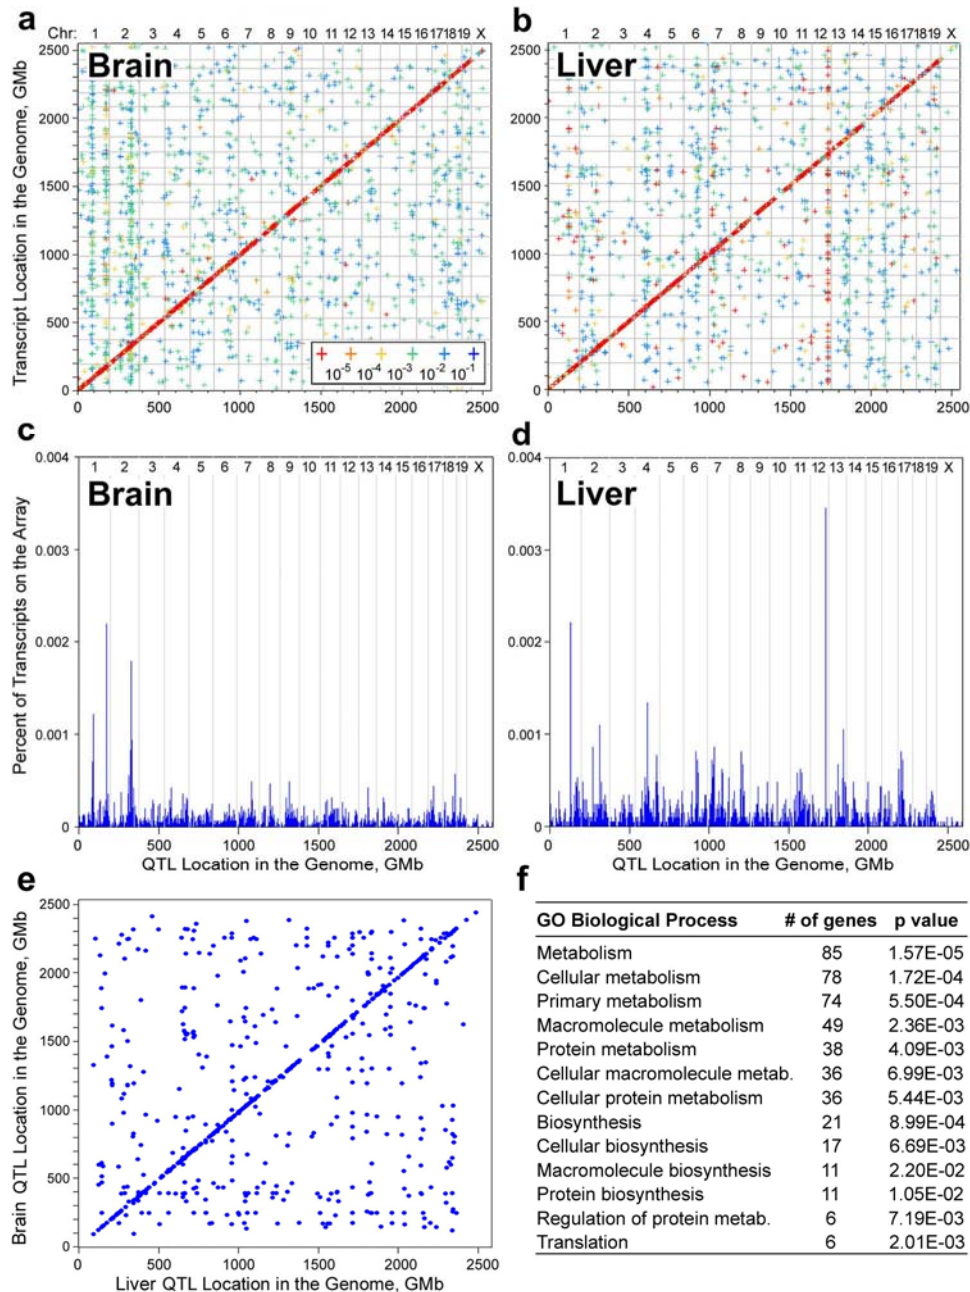 a
b
Chr: 1 2 3 4 5 6 7 8 9 10 11 12 13 14 15 16 17 18 19 X
1 2 3 4 5 6 7 8 9 10 11 12 13 14 15 16 17 18 19 X
Brain
Liver
Transcript Location in the Genome, GMb
2500
2000
1500
1000
500
0
10-5 10-4 10-3 10-2 10-1
0 500 1000 1500 2000 2500
2500
2000
1500
1000
500
0
0 500 1000 1500 2000 2500
c
d
1 2 3 4 5 6 7 8 9 10 11 12 13 14 15 16 17 18 19 X
1 2 3 4 5 6 7 8 9 10 11 12 13 14 15 16 17 18 19 X
Brain
Liver
Percent of Transcripts on the Array
0.004
0.003
0.002
0.001
0
0 500 1000 1500 2000 2500
QTL Location in the Genome, GMb
0.004
0.003
0.002
0.001
0
0 500 1000 1500 2000 2500
QTL Location in the Genome, GMb
e
Brain QTL Location in the Genome, GMb
2500
2000
1500
1000
500
0
0 500 1000 1500 2000 2500
Liver QTL Location in the Genome, GMb
f
GO Biological Process # of genes p value
Metabolism 85 1.57E-05
Cellular metabolism 78 1.72E-04
Primary metabolism 74 5.50E-04
Macromolecule metabolism 49 2.36E-03
Protein metabolism 38 4.09E-03
Cellular macromolecule metab. 36 6.99E-03
Cellular protein metabolism 36 5.44E-03
Biosynthesis 21 8.99E-04
Cellular biosynthesis 17 6.69E-03
Macromolecule biosynthesis 11 2.20E-02
Protein biosynthesis 11 1.05E-02
Regulation of protein metab. 6 7.19E-03
Translation 6 2.01E-03